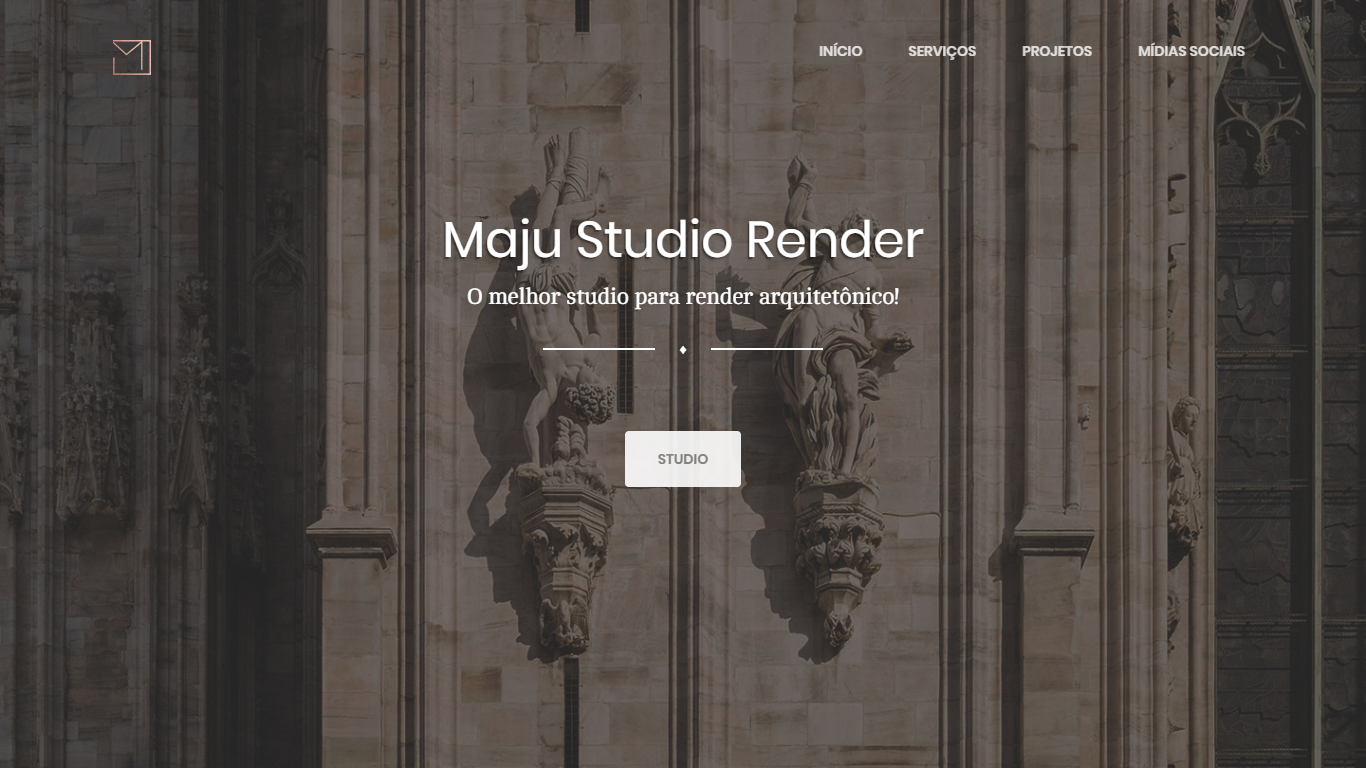 INÍCIO SERVIÇOS PROJETOS MÍDIAS SOCIAIS
Maju Studio Render
O melhor studio para render arquitetônico!
STUDIO